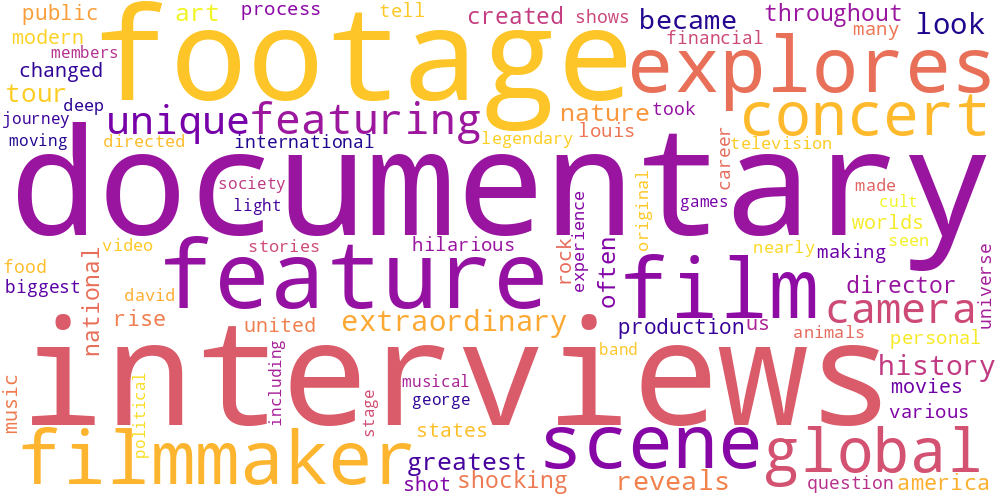 public
art
process
tell
created
shows
became
throughout
look
modern
footage
financial
many
members
explores
changed
tour
deep
journey
unique
featuring
nature
took
concert
moving
directed
international
legendary
louis
television
documentary
career
society
light
original
games
made
cult
worlds
seen
video
stories
hilarious
rock
experience
often
nearly
making
food
national
feature
film
director
universe
biggest
david
camera
rise
united
extraordinary
production
us
animals
personal
interviews
band
history
music
political
including
stage
musical
george
movies
various
filmmaker
states
scene
global
greatest
shot
shocking
reveals
question
america